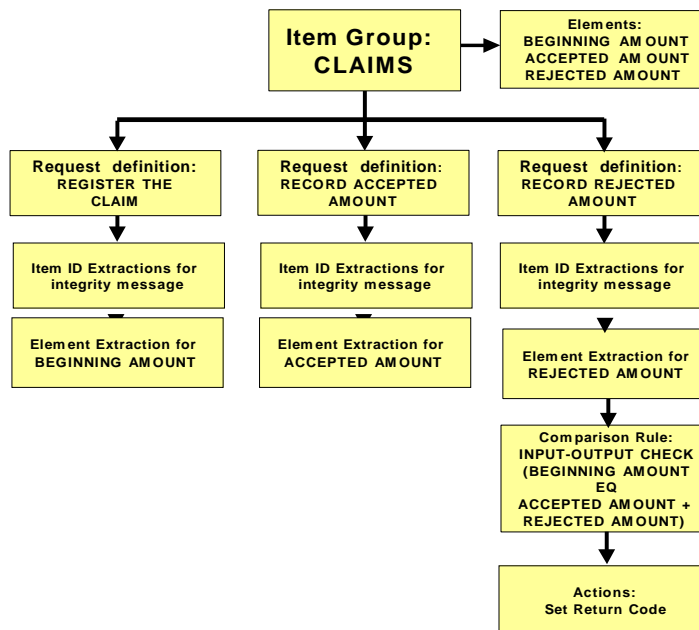 Item Group:
CLAIMS
Elements:
BEGINNING AMOUNT
ACCEPTED AMOUNT
REJECTED AMOUNT
Request definition:
REGISTER THE
CLAIM
Request definition:
RECORD ACCEPTED
AMOUNT
Request definition:
RECORD REJECTED
AMOUNT
Item ID Extractions for
integrity message
Item ID Extractions for
integrity message
Item ID Extractions for
integrity message
Element Extraction for
BEGINNING AMOUNT
Element Extraction for
ACCEPTED AMOUNT
Element Extraction for
REJECTED AMOUNT
Comparison Rule:
INPUT-OUTPUT CHECK
(BEGINNING AMOUNT
EQ
ACCEPTED AMOUNT +
REJECTED AMOUNT)
Actions:
Set Return Code